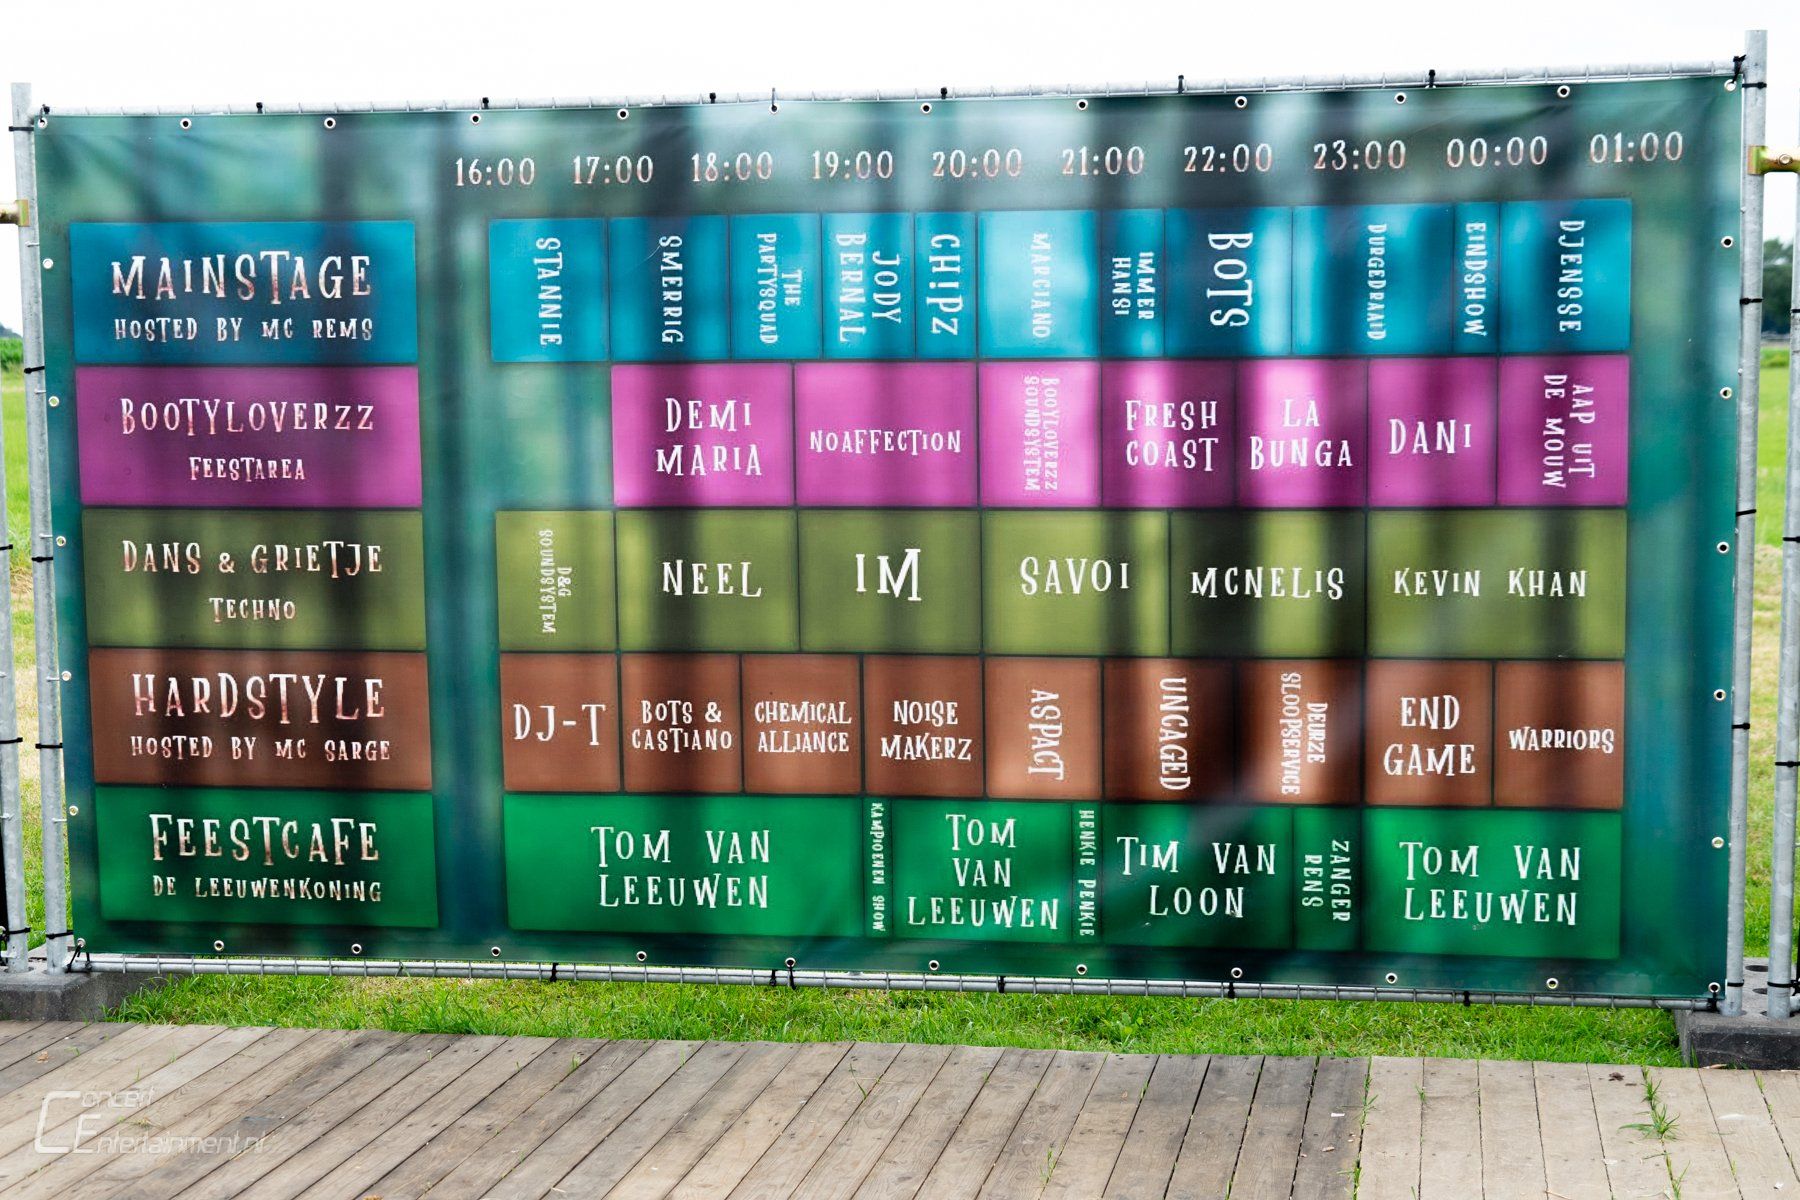 16:00 17:00 18:00 19:00 20:00 21:00 22:00 23:00 00:00 01:00
MAINSTAGE
HOSTED BY MC REMS
STANNIE
SMERRIG
THE
PARTYSQUAD
JODY
BERNAL
CH!PZ
MARCIANO
IMMER
HANSI
BOTS
DURGEDRAID
EINDSHOW
DJENSSE
BOOTYLOVERZZ
FEESTAREA
DEMI
MARIA
NOAFFECTION
BOOYLOVERZZ
SOUNDSYSTEM
FRESH
COAST
LA
BUNGA
DANI
AAP UIT
DE MOUW
DANS & GRIETJE
TECHNO
D&G
SOUNDSYSTEM
NEEL
IM
SAVOI
MCNELIS
KEVIN KHAN
HARDSTYLE
HOSTED BY MC SARGE
DJ-T
BOTS &
CASTIANO
CHEMICAL
ALLIANCE
NOISE
MAKERZ
ASPACT
UNCAGED
DEURZE
SLOOPSERVICE
END
GAME
WARRIORS
FEESTCAFE
DE LEEUWENKONING
TOM VAN
LEEUWEN
KAMPIOENEN SHOW
TOM
VAN
LEEUWEN
HENKIE PENKIE
TIM VAN
LOON
ZANGER
RENS
TOM VAN
LEEUWEN
Concert
Entertainment.nl